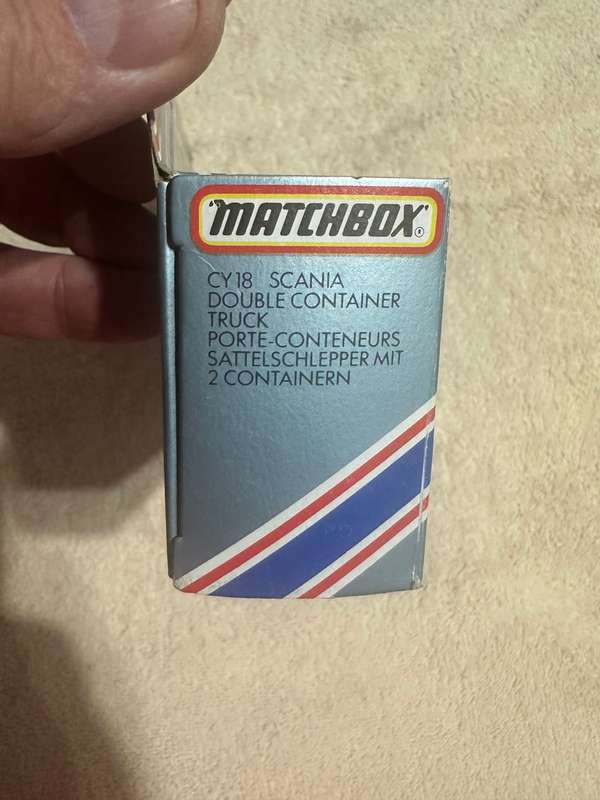 "MATCHBOX"®
CY18 SCANIA
DOUBLE CONTAINER
TRUCK
PORTE-CONTENEURS
SATTELSCHLEPPER MIT
2 CONTAINERN